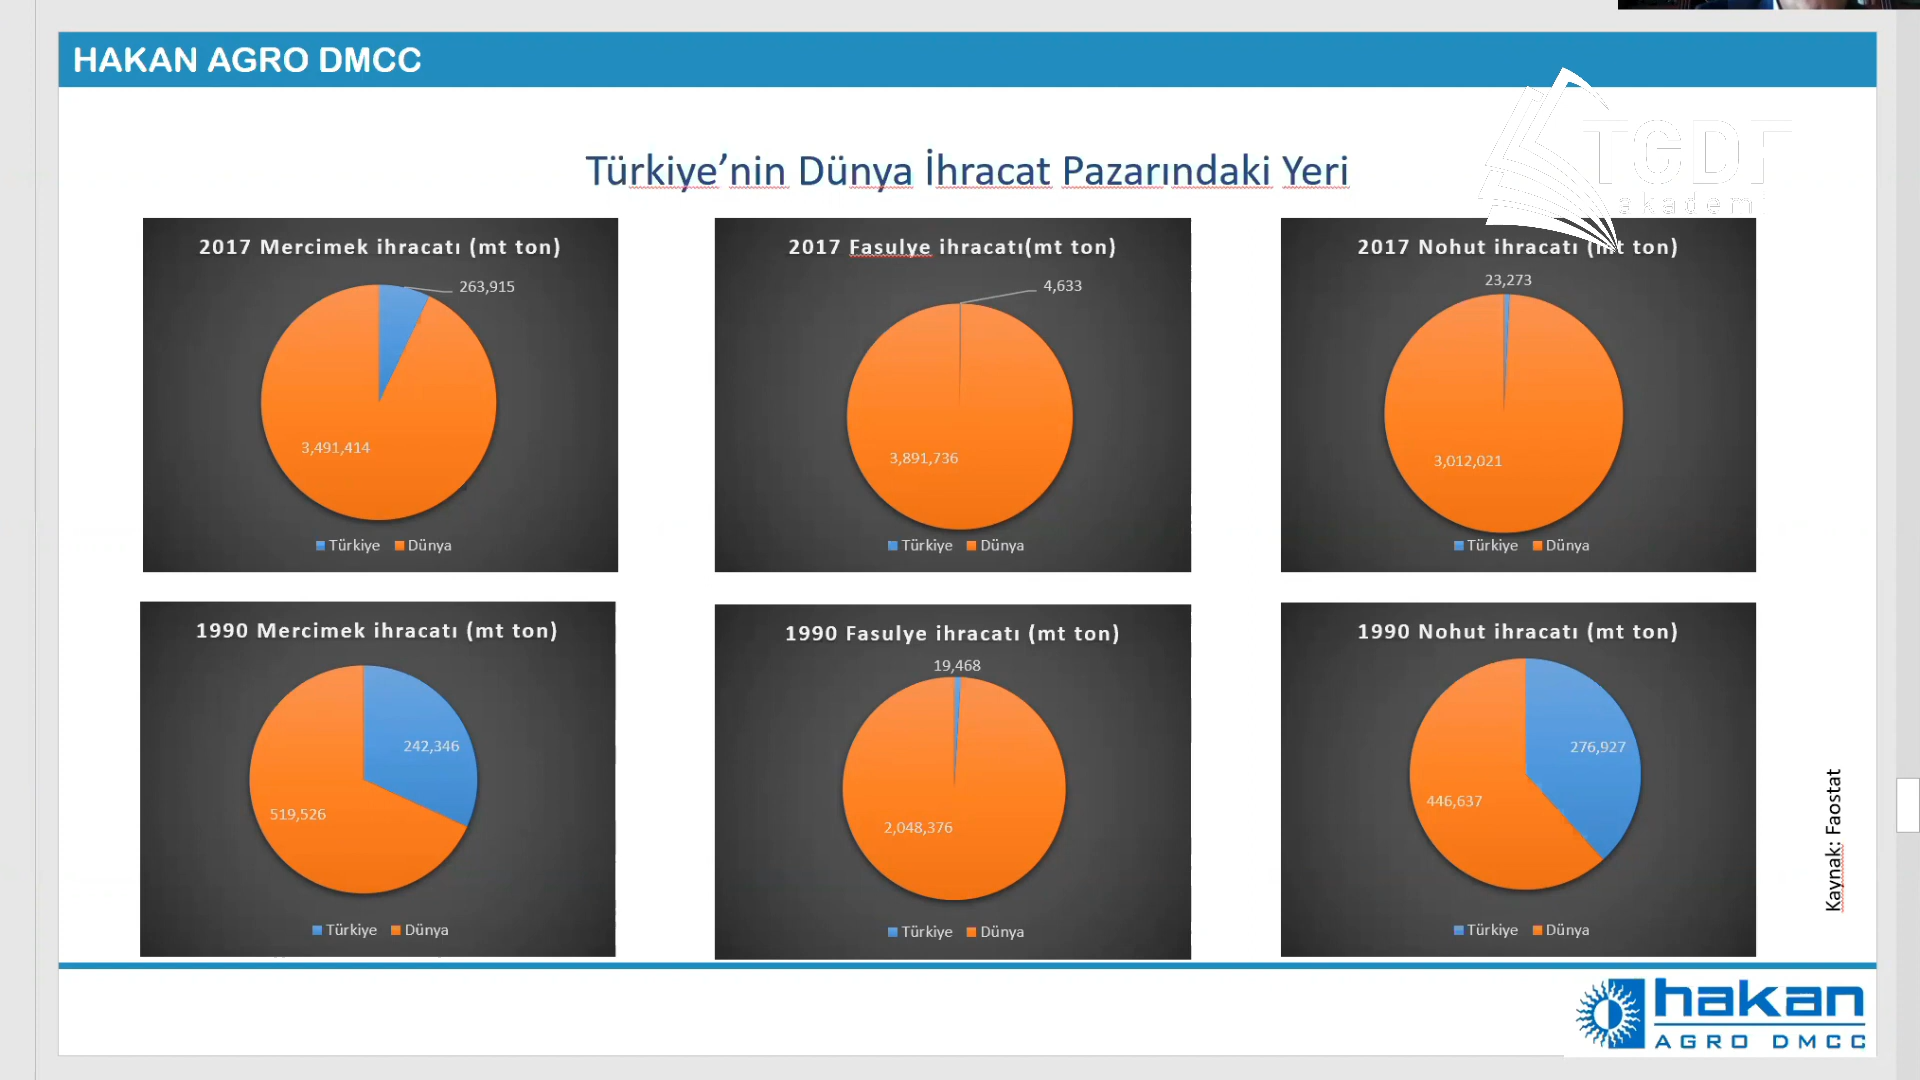 HAKAN AGRO DMCC
TGDF
akademi
Türkiye’nin Dünya İhracat Pazarındaki Yeri
2017 Mercimek ihracatı (mt ton)
263,915
3,491,414
Türkiye Dünya
2017 Fasulye ihracatı(mt ton)
4,633
3,891,736
Türkiye Dünya
2017 Nohut ihracatı (mt ton)
23,273
3,012,021
Türkiye Dünya
1990 Mercimek ihracatı (mt ton)
242,346
519,526
Türkiye Dünya
1990 Fasulye ihracatı (mt ton)
19,468
2,048,376
Türkiye Dünya
1990 Nohut ihracatı (mt ton)
276,927
446,637
Türkiye Dünya
Kaynak: Faostat
hakan
AGRO DMCC